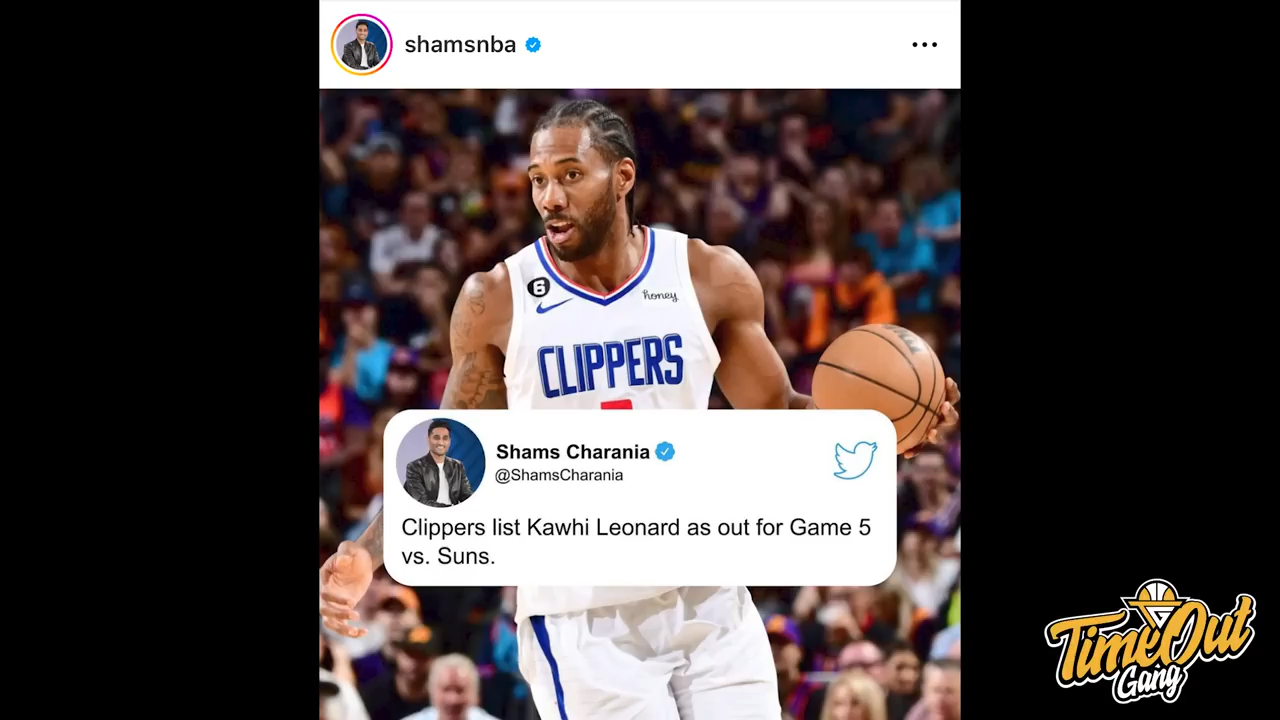 shamsnba
6
honey
CLIPPERS
Shams Charania
@ShamsCharania
Clippers list Kawhi Leonard as out for Game 5
vs. Suns.
TimeOut
Gang